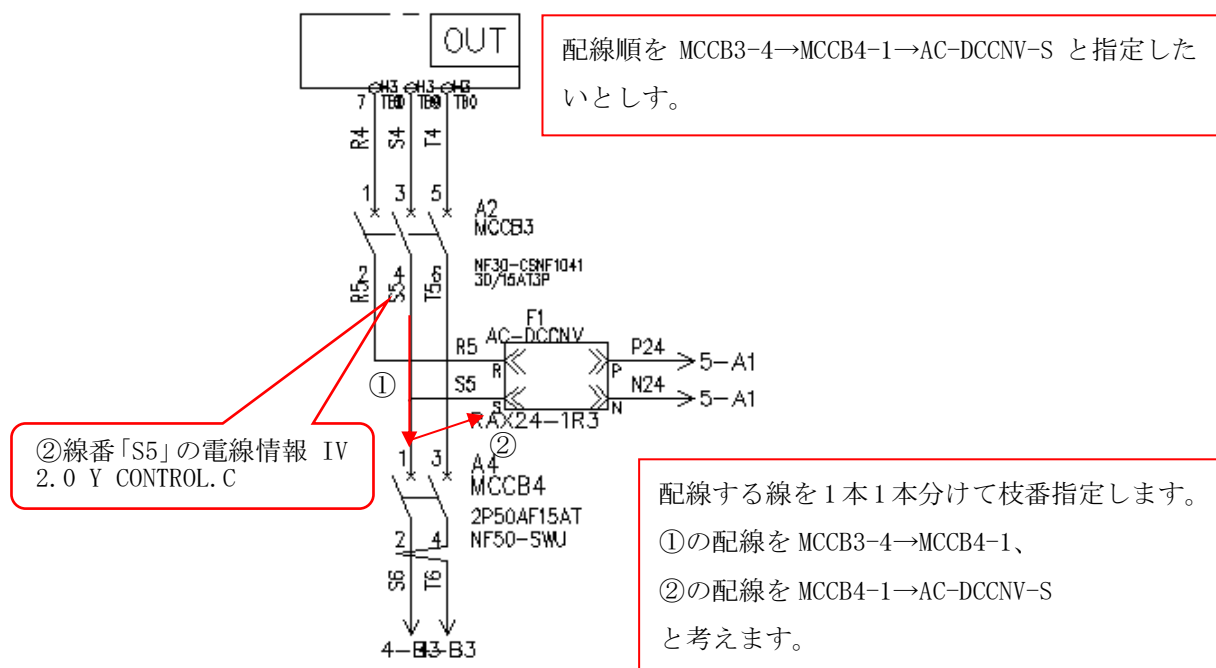 OUT
配線順を MCCB3-4→MCCB4-1→AC-DCCNV-S と指定した
いとしす。
7
R4
S4
T4
1 3 5
A2
MCCB3
NF30-CSNF1041
3D/15AT3P
2 4 6
R5
S5
T5
F1
AC-DCCNV
R5
R
P
P24
5-A1
①
S5
S
N
N24
5-A1
RAX24-1R3
②
②線番「S5」の電線情報 IV
2.0 Y CONTROL.C
1 3
A4
MCCB4
2P50AF15AT
NF50-SWU
2 4
S6
T6
4-B3
配線する線を1本1本分けて枝番指定します。
①の配線を MCCB3-4→MCCB4-1、
②の配線を MCCB4-1→AC-DCCNV-S
と考えます。